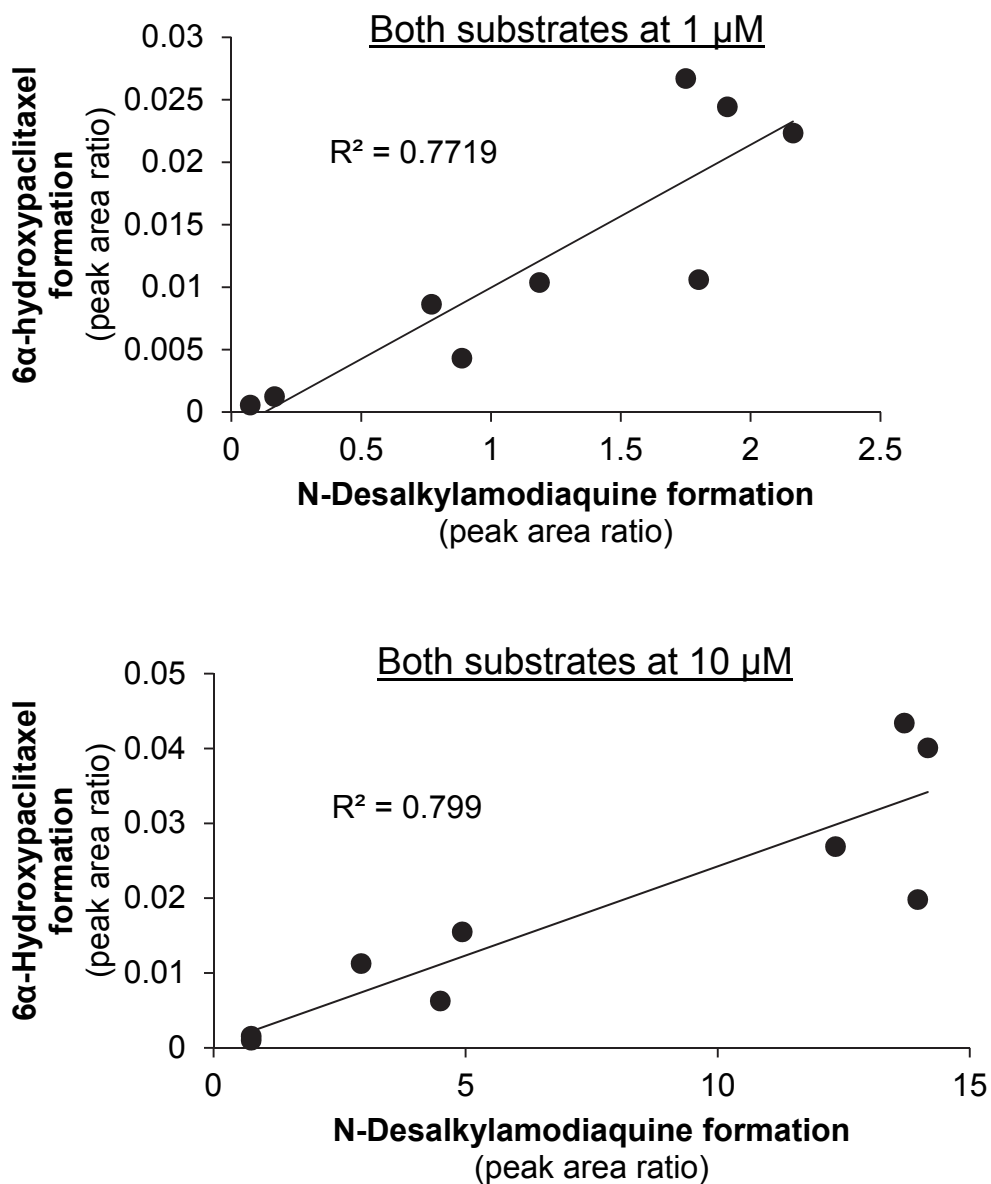 Both substrates at 1 µM
6α-hydroxypaclitaxel
formation
(peak area ratio)
0.03
0.025
0.02
0.015
0.01
0.005
0
R² = 0.7719
0
0.5
1
1.5
2
2.5
N-Desalkylamodiaquine formation
(peak area ratio)
Both substrates at 10 µM
6α-Hydroxypaclitaxel
formation
(peak area ratio)
0.05
0.04
0.03
0.02
0.01
0
R² = 0.799
0
5
10
15
N-Desalkylamodiaquine formation
(peak area ratio)